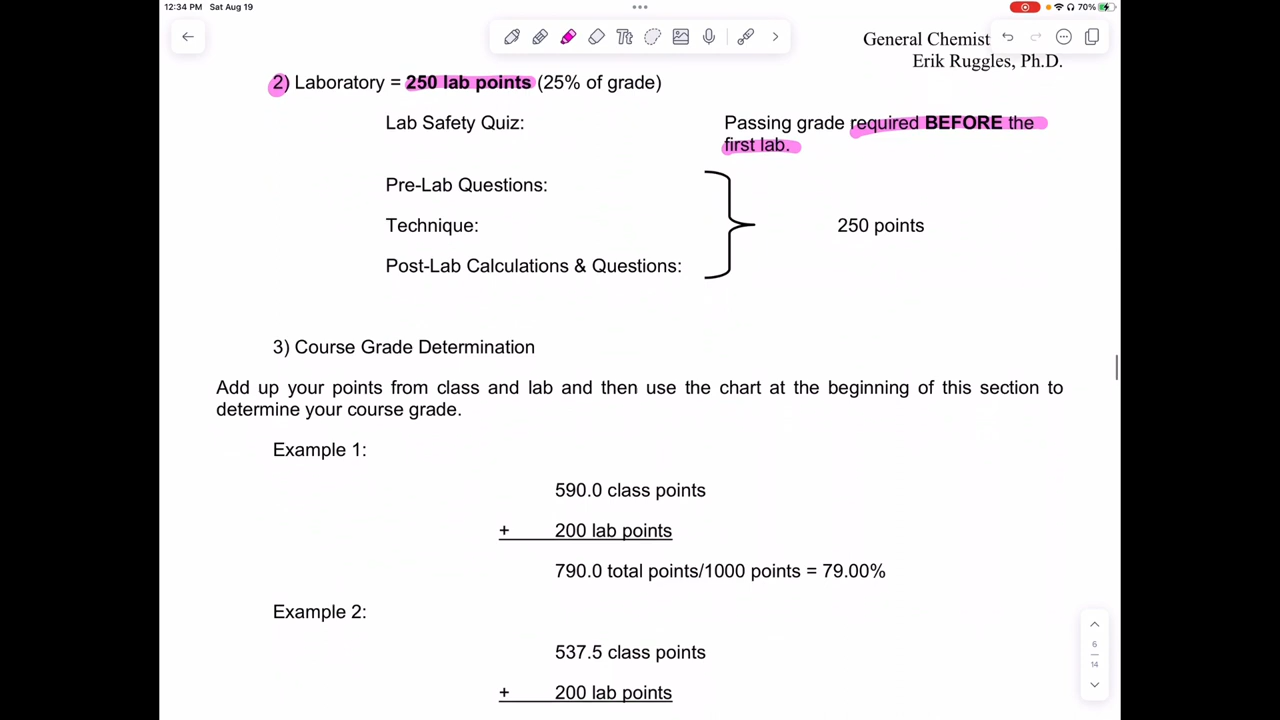 12:34 PM Sat Aug 19
70%
General Chemist
Erik Ruggles, Ph.D.
2) Laboratory = 250 lab points (25% of grade)
Lab Safety Quiz: Passing grade required BEFORE the
first lab.
Pre-Lab Questions:
Technique: 250 points
Post-Lab Calculations & Questions:
3) Course Grade Determination
Add up your points from class and lab and then use the chart at the beginning of this section to
determine your course grade.
Example 1:
590.0 class points
+ 200 lab points
790.0 total points/1000 points = 79.00%
Example 2:
537.5 class points
+ 200 lab points
6
14